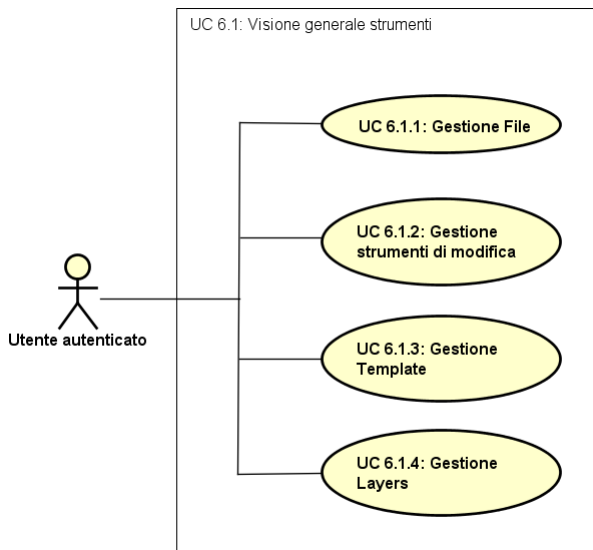 UC 6.1: Visione generale strumenti
UC 6.1.1: Gestione File
UC 6.1.2: Gestione
strumenti di modifica
Utente autenticato
UC 6.1.3: Gestione
Template
UC 6.1.4: Gestione
Layers